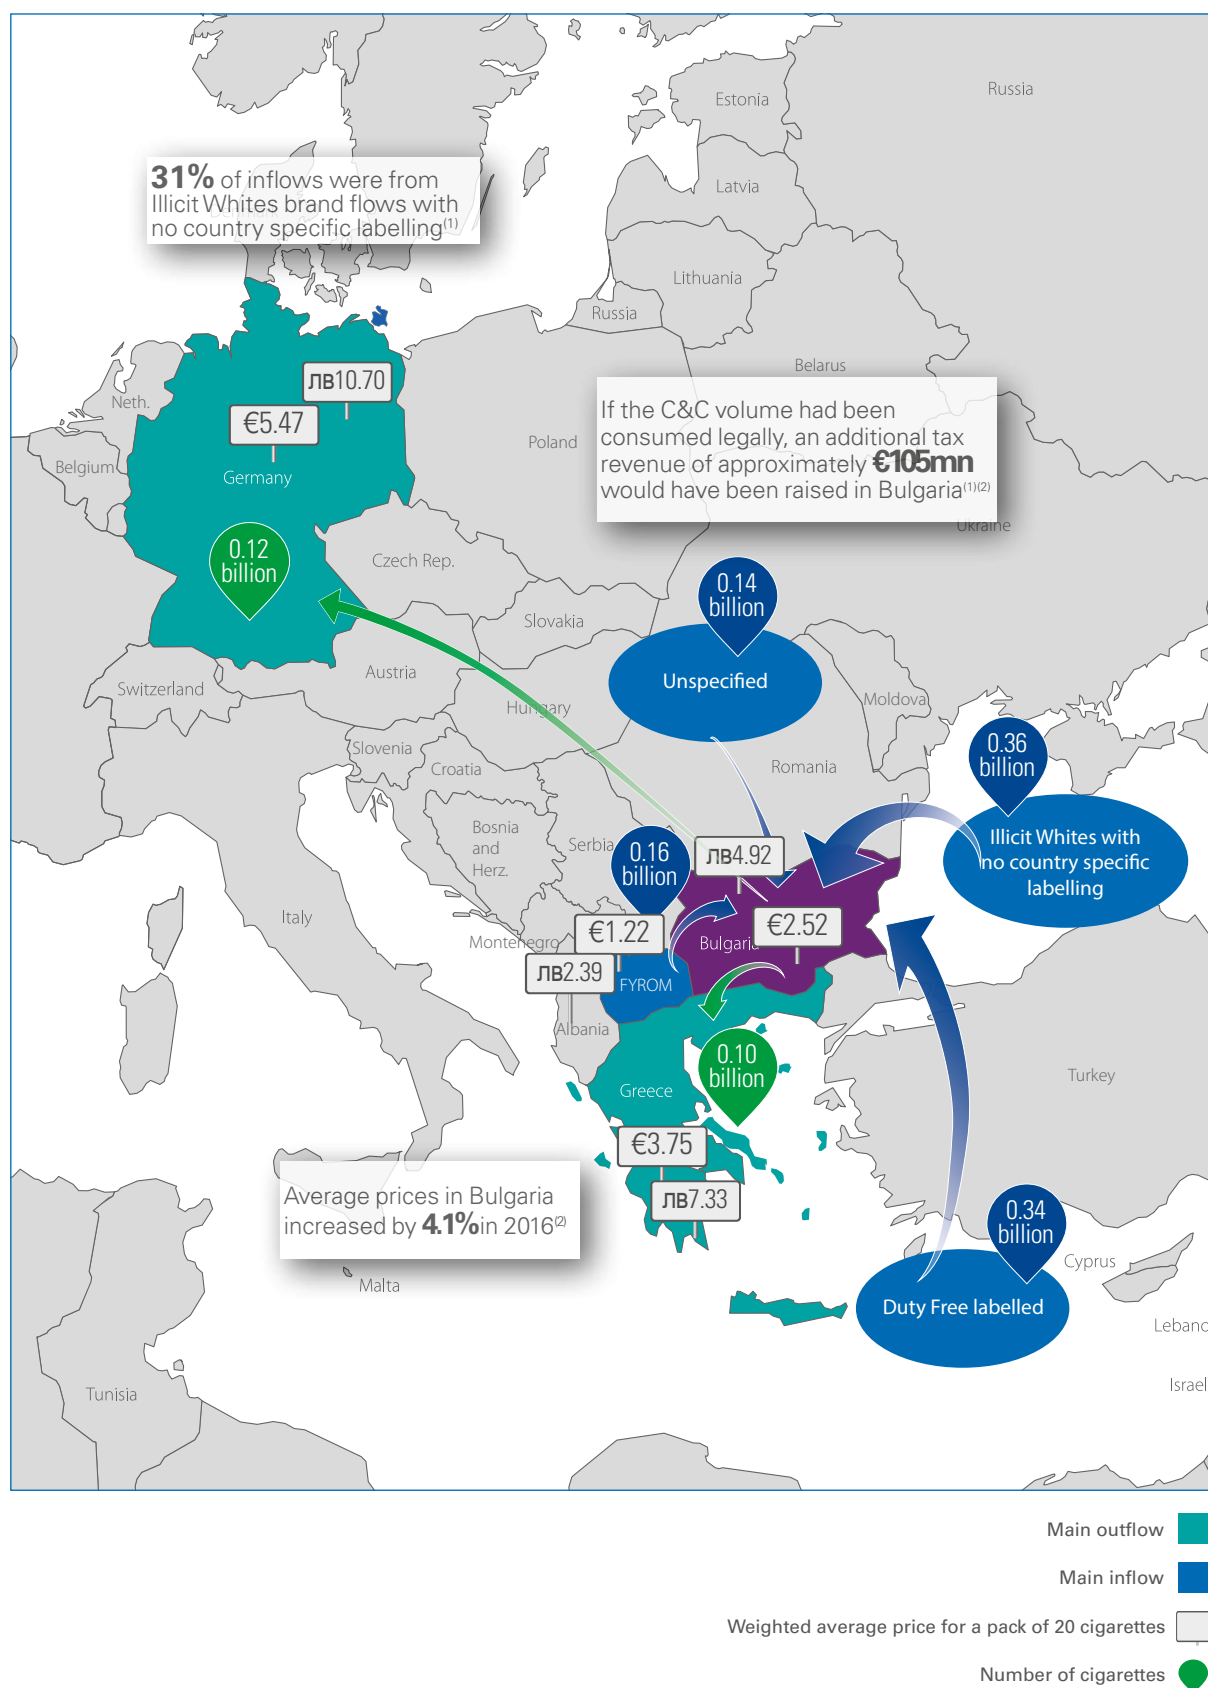 Estonia
Russia
31% of inflows were from
Illicit Whites brand flows with
no country specific labelling(1)
Latvia
Lithuania
Russia
Belarus
Neth.
Belgium
лв10.70
€5.47
Germany
Poland
If the C&C volume had been
consumed legally, an additional tax
revenue of approximately €105mn
would have been raised in Bulgaria(1)(2)
Ukraine
0.12
billion
Czech Rep.
Slovakia
0.14
billion
Unspecified
Austria
Switzerland
Hungary
Moldova
Slovenia
Croatia
Romania
0.36
billion
Illicit Whites with
no country specific
labelling
Bosnia
and
Herz.
Serbia
0.16
billion
лв4.92
Italy
Montenegro
€1.22
Bulgaria
€2.52
лв2.39
FYROM
Albania
0.10
billion
Greece
Turkey
€3.75
лв7.33
Average prices in Bulgaria
increased by 4.1% in 2016(2)
0.34
billion
Cyprus
Malta
Duty Free labelled
Lebano
Israel
Tunisia
Main outflow
Main inflow
Weighted average price for a pack of 20 cigarettes
Number of cigarettes